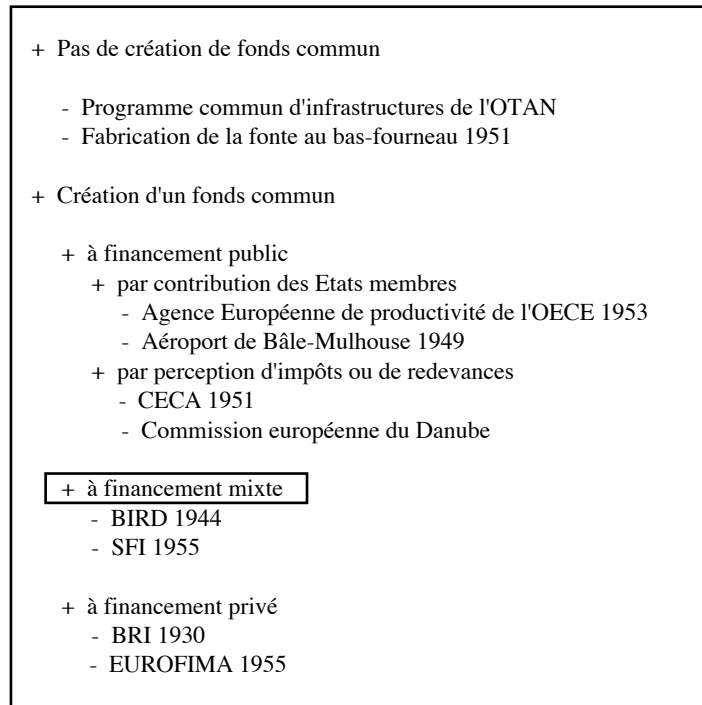 + Pas de création de fonds commun
- Programme commun d'infrastructures de l'OTAN
- Fabrication de la fonte au bas-fourneau 1951
+ Création d'un fonds commun
+ à financement public
+ par contribution des Etats membres
- Agence Européenne de productivité de l'OECE 1953
- Aéroport de Bâle-Mulhouse 1949
+ par perception d'impôts ou de redevances
- CECA 1951
- Commission européenne du Danube
+ à financement mixte
- BIRD 1944
- SFI 1955
+ à financement privé
- BRI 1930
- EUROFIMA 1955